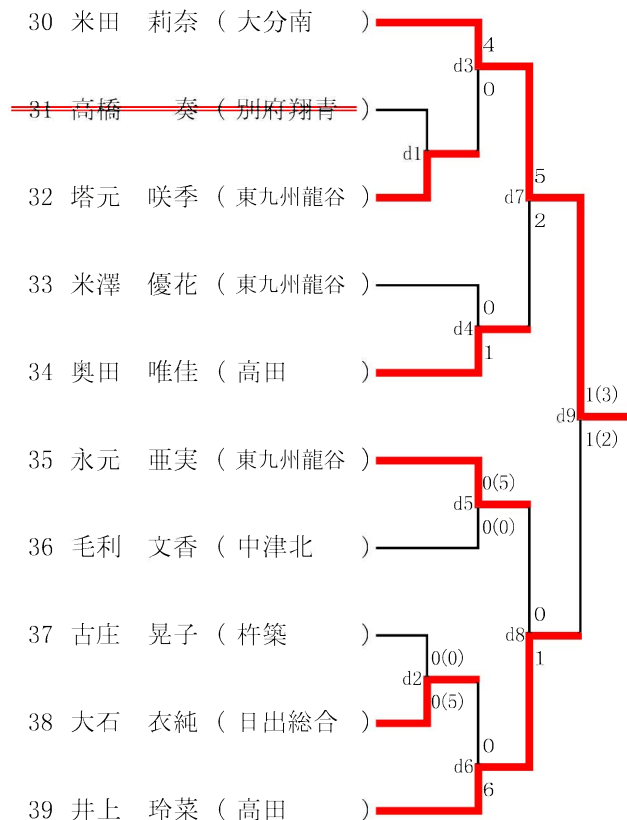 30 米田 莉奈 ( 大分南 )
4
d3
0
31 高橋 奏 ( 別府翔青 )
d1
5
32 塔元 咲季 ( 東九州龍谷 )
d7
2
33 米澤 優花 ( 東九州龍谷 )
0
d4
1
34 奥田 唯佳 ( 高田 )
1(3)
d9
1(2)
35 永元 亜実 ( 東九州龍谷 )
0(5)
d5
0(0)
36 毛利 文香 ( 中津北 )
0
37 古庄 晃子 ( 杵築 )
d8
0(0)
1
d2
0(5)
38 大石 衣純 ( 日出総合 )
0
d6
6
39 井上 玲菜 ( 高田 )